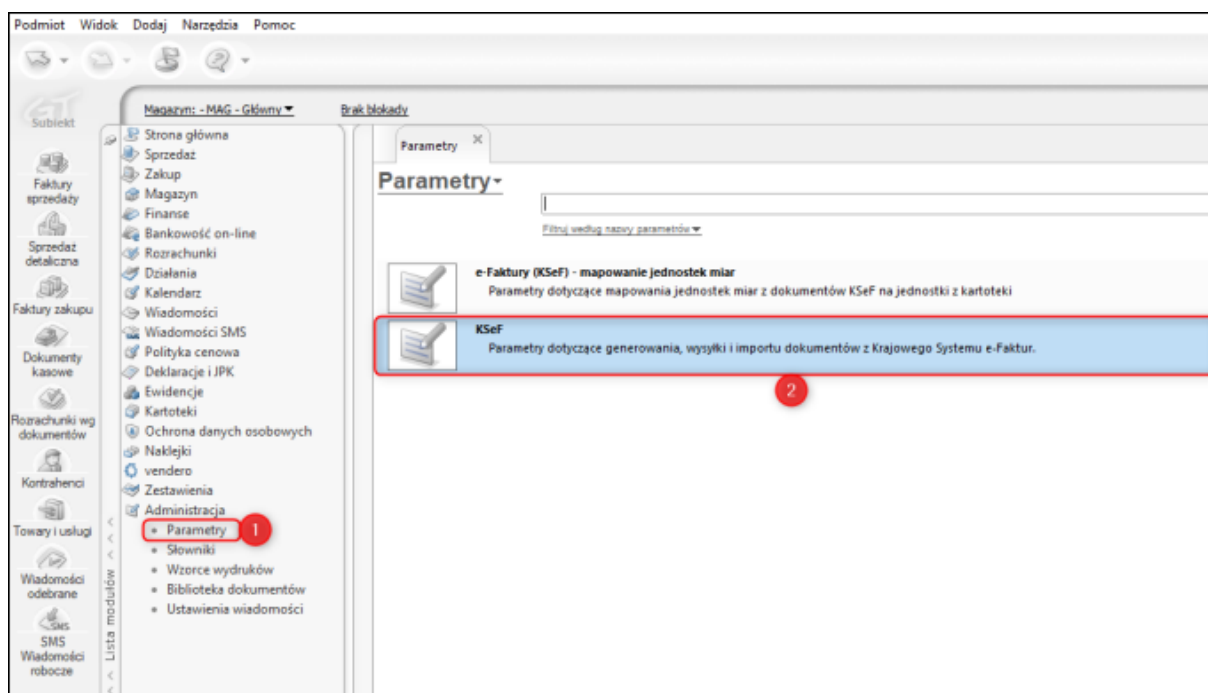 Podmiot Widok Dodaj Narzędzia Pomoc
GT
Subiekt
Magazyn: - MAG - Główny
Brak blokady
Faktury
sprzedaży
Sprzedaż
detaliczna
Faktury zakupu
Dokumenty
kasowe
Rozrachunki wg
dokumentów
Kontrahenci
Towary i usługi
Wiadomości
odebrane
SMS
SMS
Wiadomości
robocze
Lista modułów
Strona główna
Sprzedaż
Zakup
Magazyn
Finanse
Bankowość on-line
Rozrachunki
Działania
Kalendarz
Wiadomości
Wiadomości SMS
Polityka cenowa
Deklaracje i JPK
Ewidencje
Kartoteki
Ochrona danych osobowych
Naklejki
vendero
Zestawienia
Administracja
Parametry
1
Słowniki
Wzorce wydruków
Biblioteka dokumentów
Ustawienia wiadomości
Parametry
Parametry
Filtruj według nazwy parametrów
e-Faktury (KSeF) - mapowanie jednostek miar
Parametry dotyczące mapowania jednostek miar z dokumentów KSeF na jednostki z kartoteki
KSeF
Parametry dotyczące generowania, wysyłki i importu dokumentów z Krajowego Systemu e-Faktur.
2